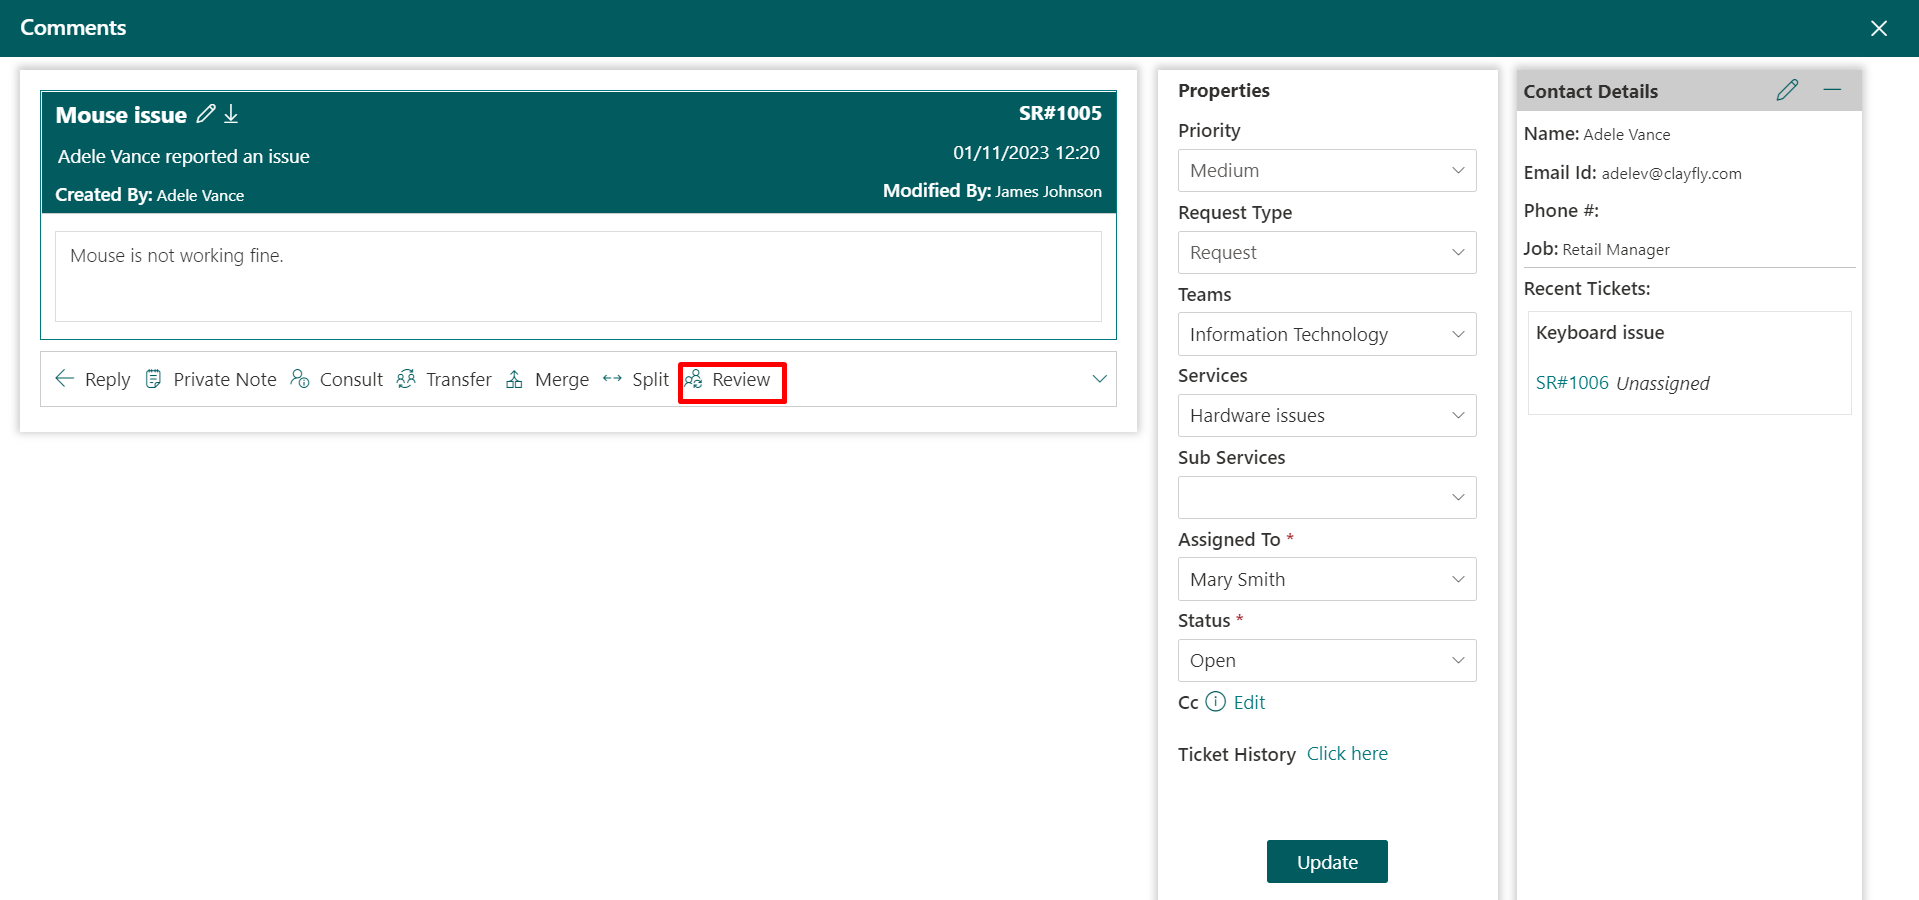 Comments
Mouse issue
SR#1005
Adele Vance reported an issue
01/11/2023 12:20
Created By: Adele Vance
Modified By: James Johnson
Mouse is not working fine.
Reply Private Note Consult Transfer Merge Split Review
Properties
Priority
Medium
Request Type
Request
Teams
Information Technology
Services
Hardware issues
Sub Services
Assigned To *
Mary Smith
Status *
Open
Cc Edit
Ticket History Click here
Update
Contact Details
Name: Adele Vance
Email Id: adelev@clayfly.com
Phone #:
Job: Retail Manager
Recent Tickets:
Keyboard issue
SR#1006 Unassigned